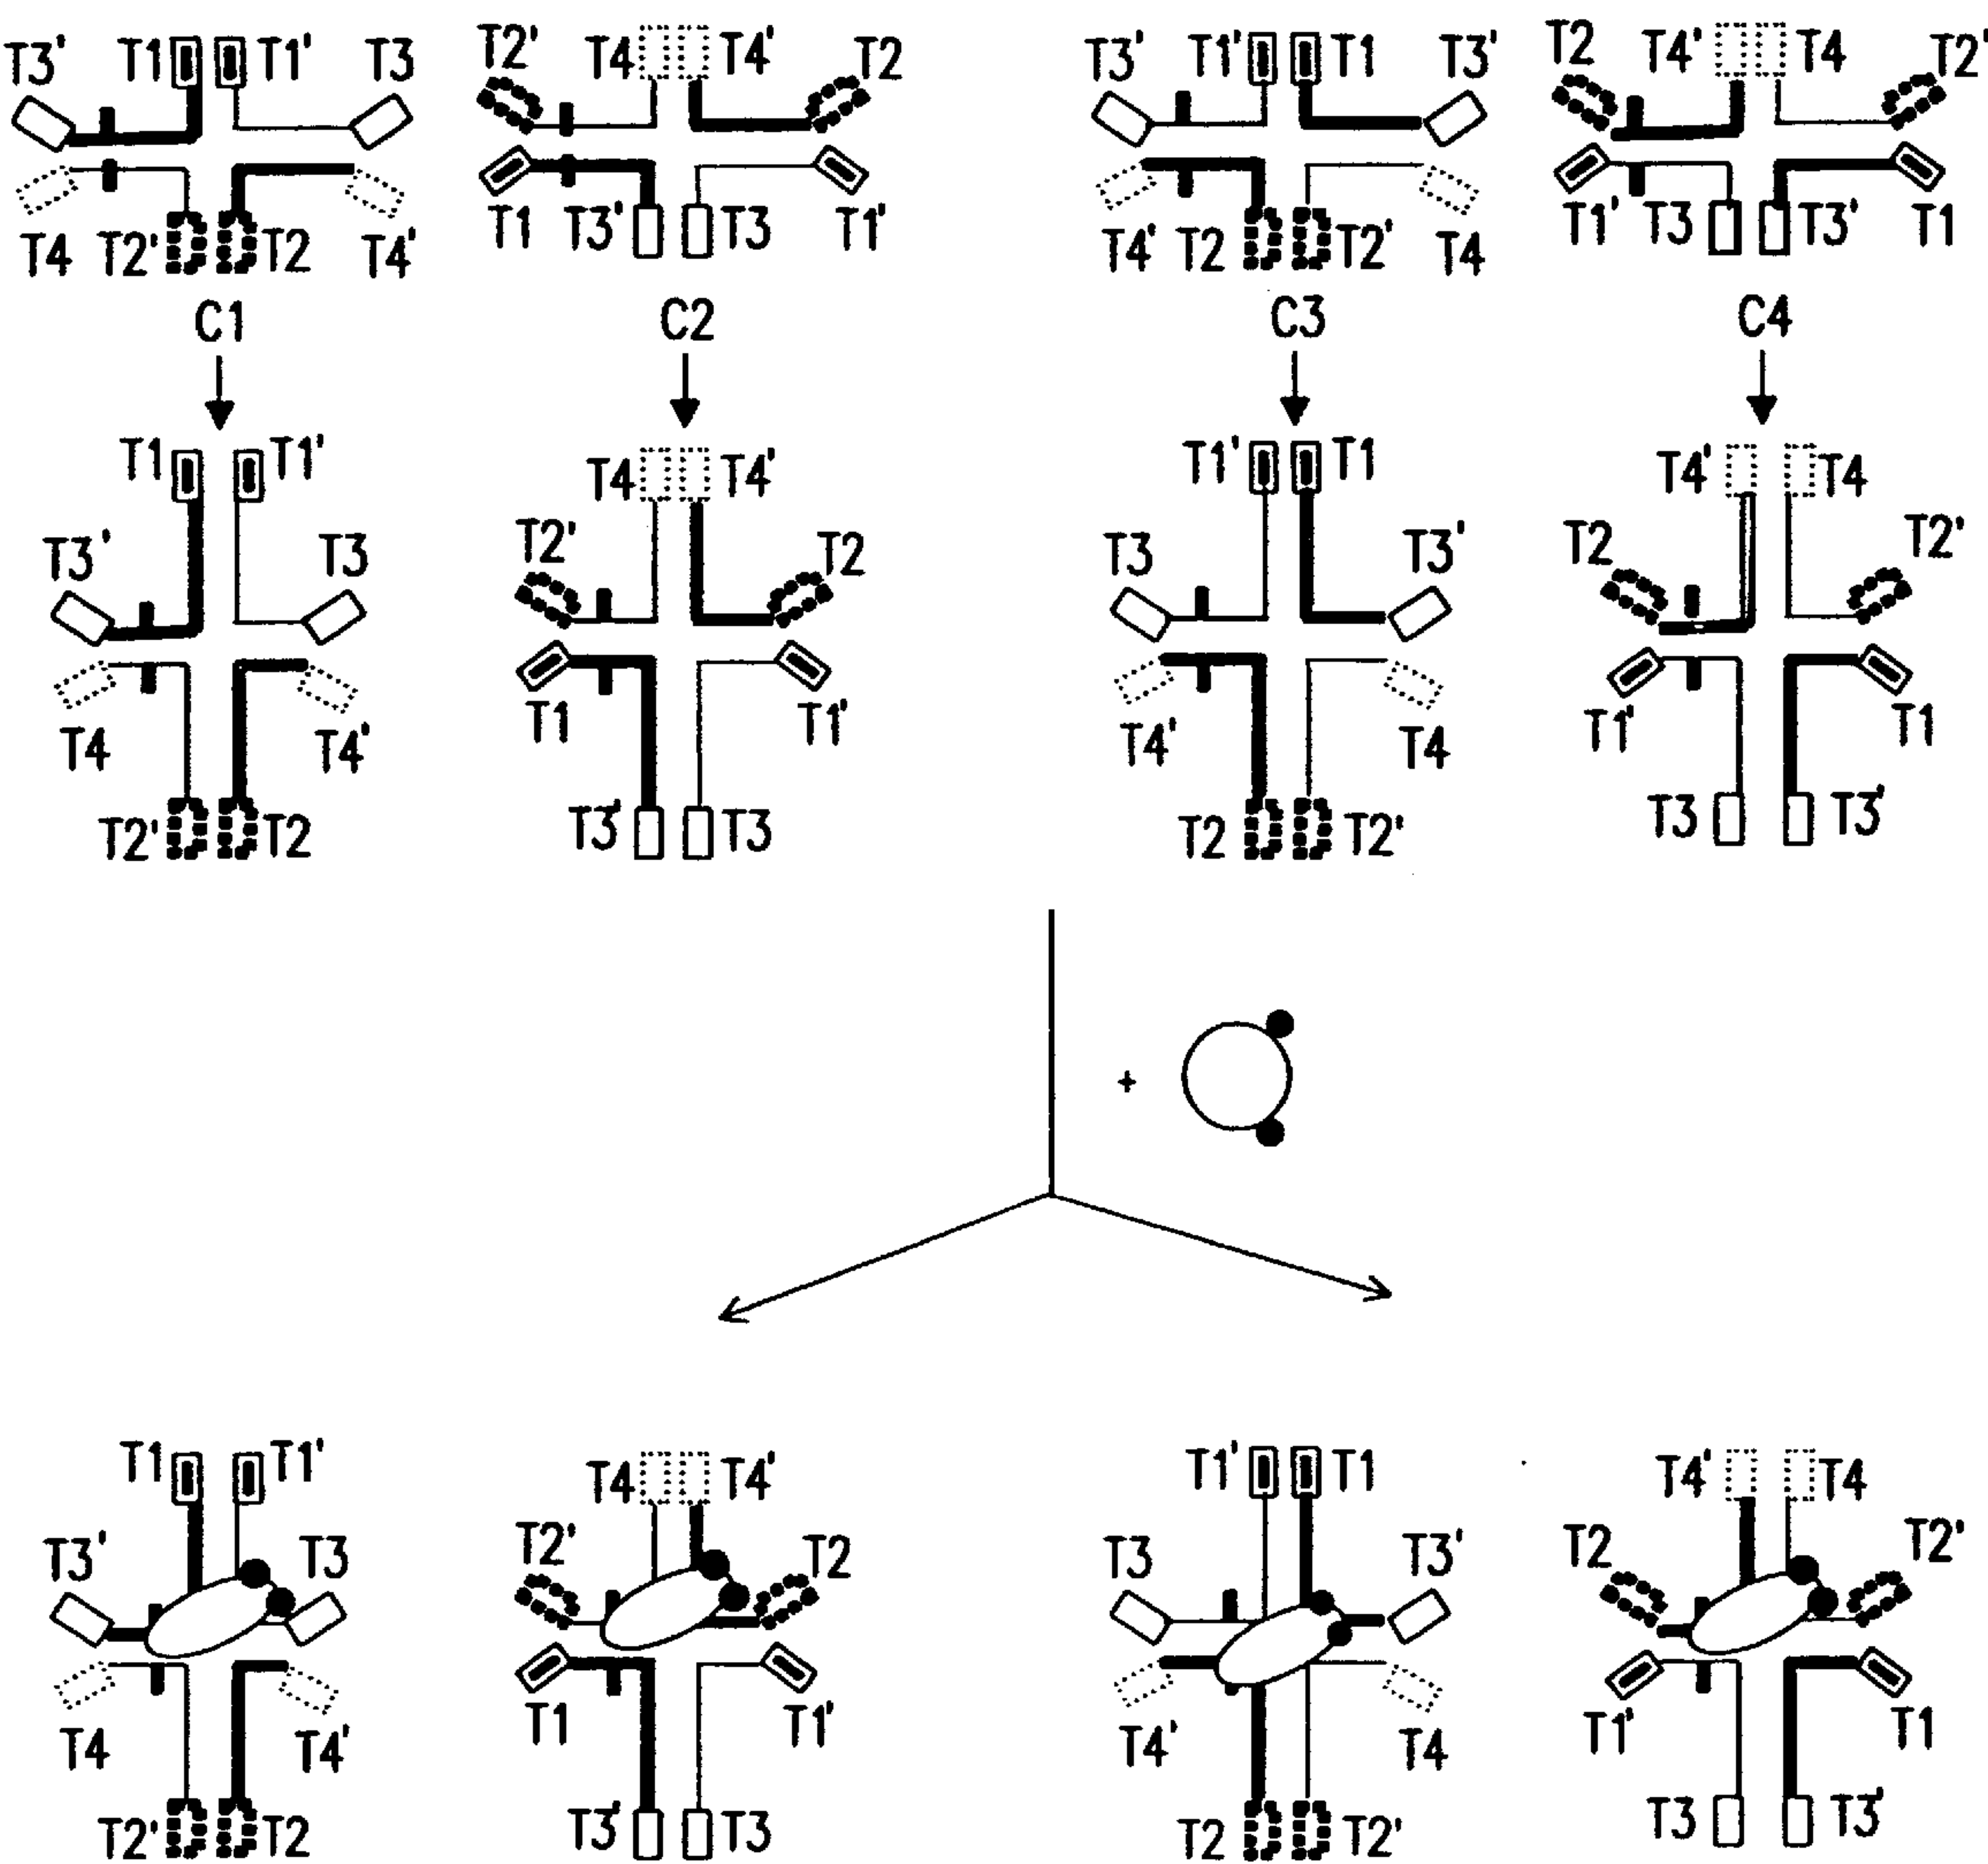 T3' T1 T1' T3 T2' T4 T4' T2 T3' T1' T1 T3' T2 T4' T4 T2'
T4 T2' T2 T4' T1 T3' T3 T1' T4' T2 T2' T4 T1' T3 T3' T1
C1 C2 C3 C4
T1 T1' T4 T4' T1' T1 T4' T4
T3' T3 T2' T2 T3 T3' T2 T2'
T4 T4' T1 T1' T4' T4 T1' T1
T2' T2 T3' T3 T2 T2' T3 T3'
+
T1 T1' T4 T4' T1' T1 T4' T4
T3' T3 T2' T2 T3 T3' T2 T2'
T4 T4' T1 T1' T4' T4 T1' T1
T2' T2 T3' T3 T2 T2' T3 T3'